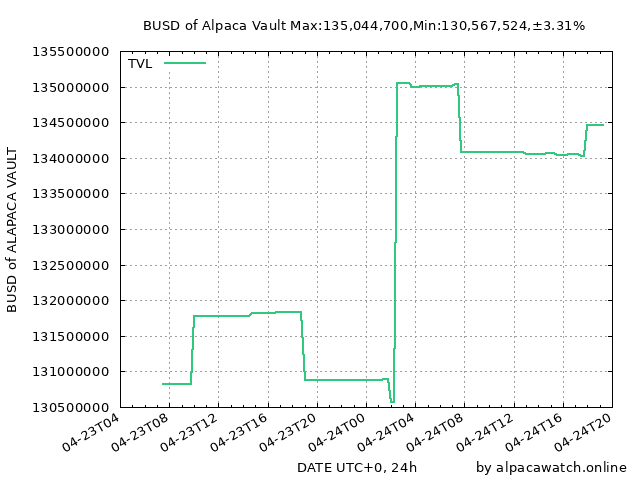 BUSD of Alpaca Vault Max:135,044,700,Min:130,567,524,±3.31%
TVL
135500000
135000000
134500000
134000000
133500000
133000000
132500000
132000000
131500000
131000000
130500000
BUSD of ALAPACA VAULT
04-23T04
04-23T08
04-23T12
04-23T16
04-23T20
04-24T00
04-24T04
04-24T08
04-24T12
04-24T16
04-24T20
DATE UTC+0, 24h
by alpacawatch.online